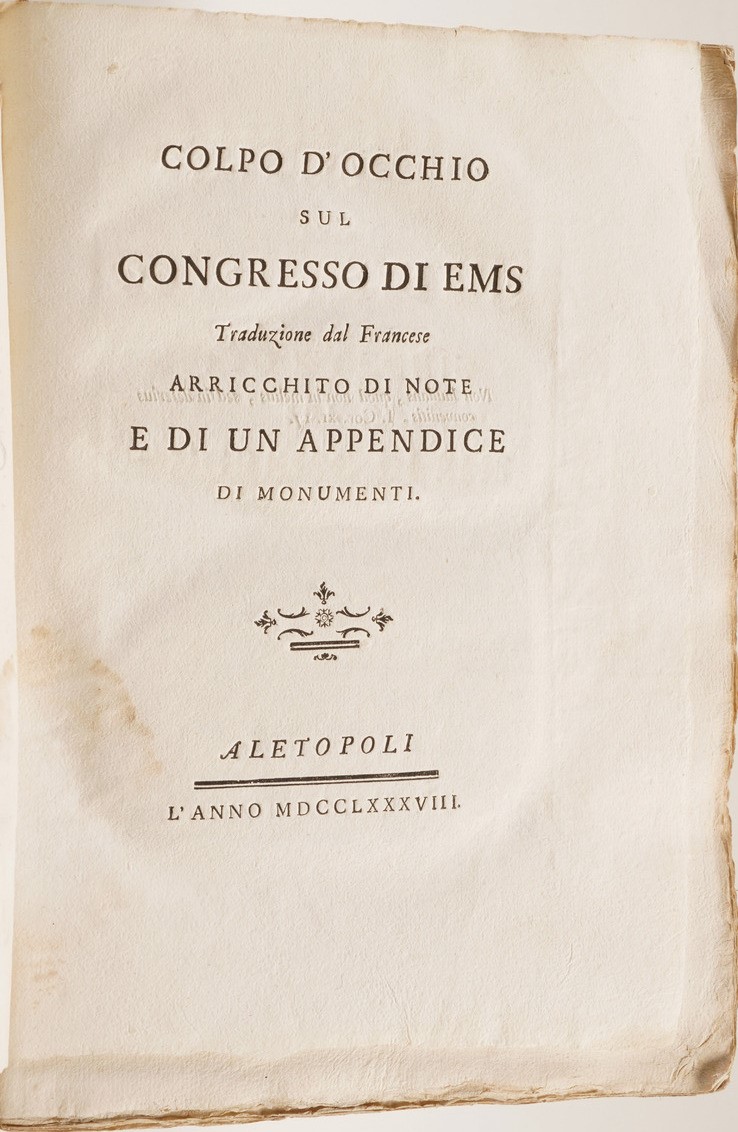 COLPO D'OCCHIO
SUL
CONGRESSO DI EMS
Traduzione dal Francese
ARRICCHITO DI NOTE
E DI UN APPENDICE
DI MONUMENTI.
ALETOPOLI
L'ANNO MDCCLXXXVIII.